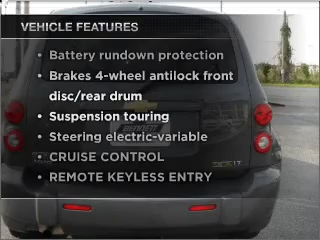 VEHICLE FEATURES
• Battery rundown protection
• Brakes 4-wheel antilock front
disc/rear drum
• Suspension touring
• Steering electric-variable
• CRUISE CONTROL
• REMOTE KEYLESS ENTRY
BENNETT